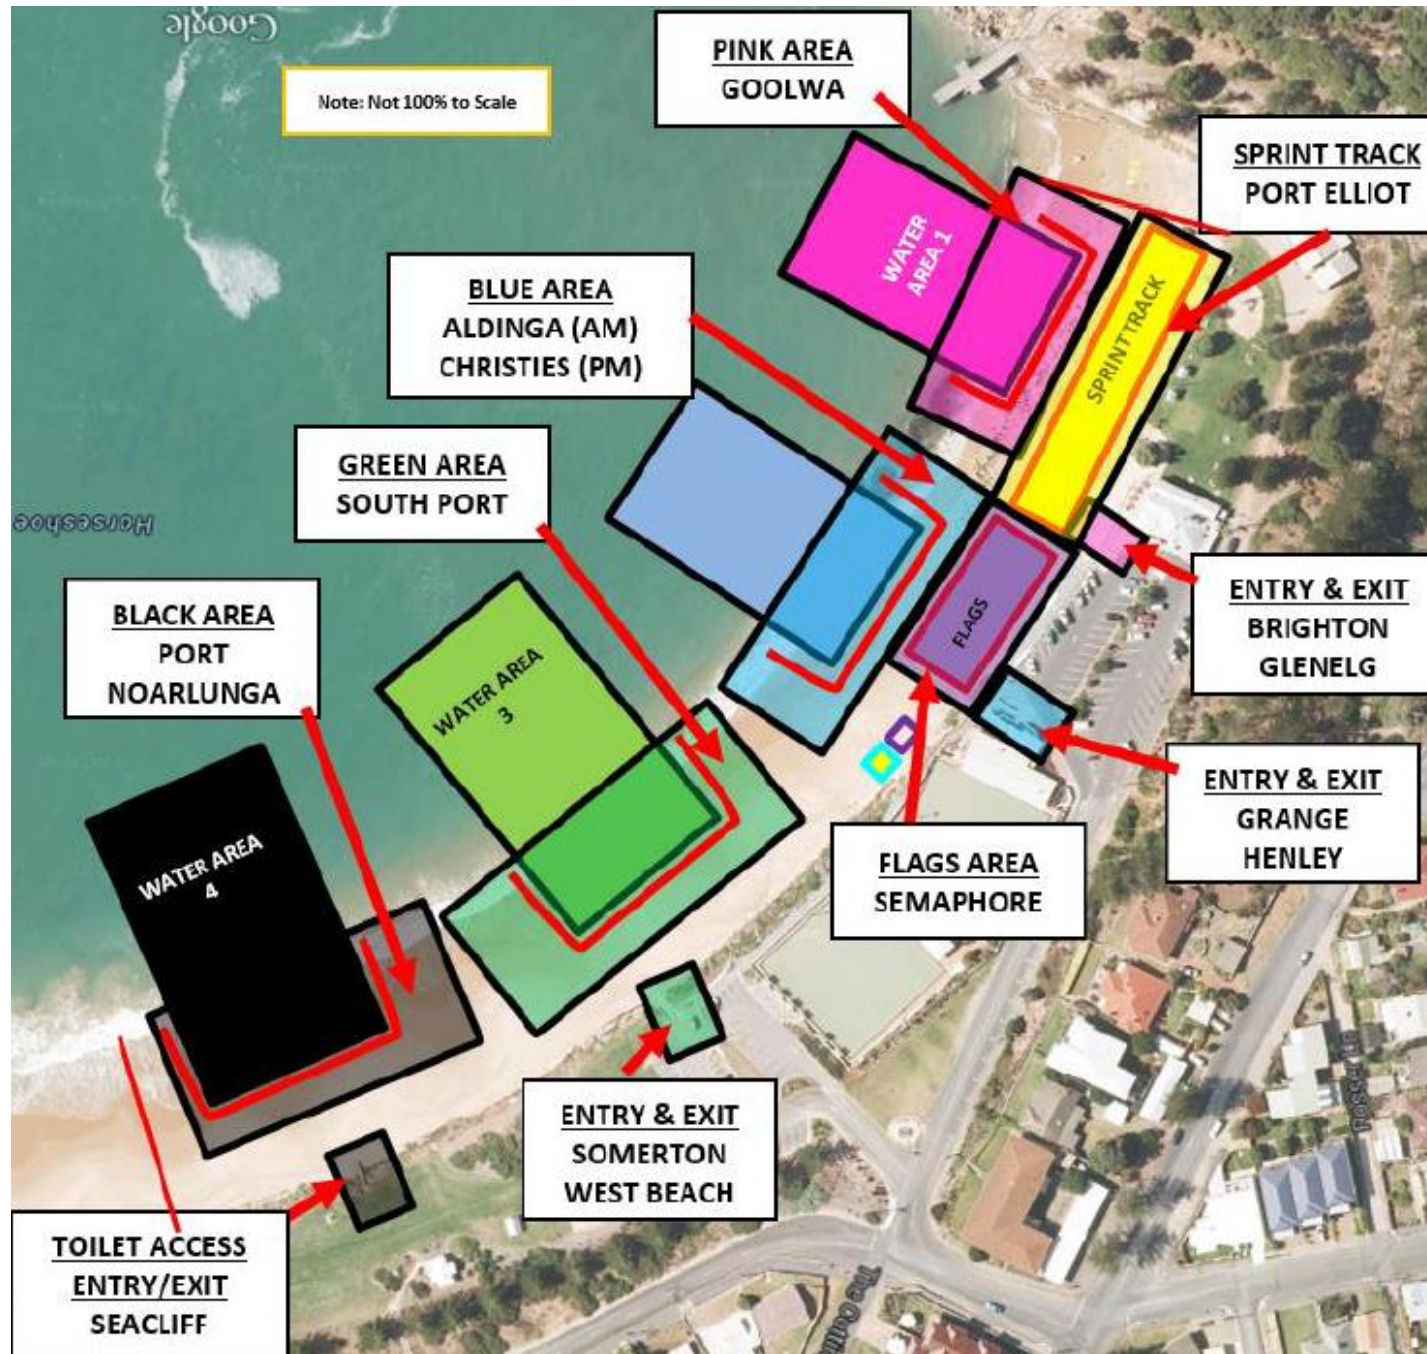 Google
Note: Not 100% to Scale
PINK AREA
GOOLWA
SPRINT TRACK
PORT ELLIOT
WATER
AREA 1
SPRINTTRACK
BLUE AREA
ALDINGA (AM)
CHRISTIES (PM)
GREEN AREA
SOUTH PORT
Horseshoe
FLAGS
ENTRY & EXIT
BRIGHTON
GLENELG
BLACK AREA
PORT
NOARLUNGA
WATER AREA
3
ENTRY & EXIT
GRANGE
HENLEY
WATER AREA
4
FLAGS AREA
SEMAPHORE
ENTRY & EXIT
SOMERTON
WEST BEACH
TOILET ACCESS
ENTRY/EXIT
SEACLIFF